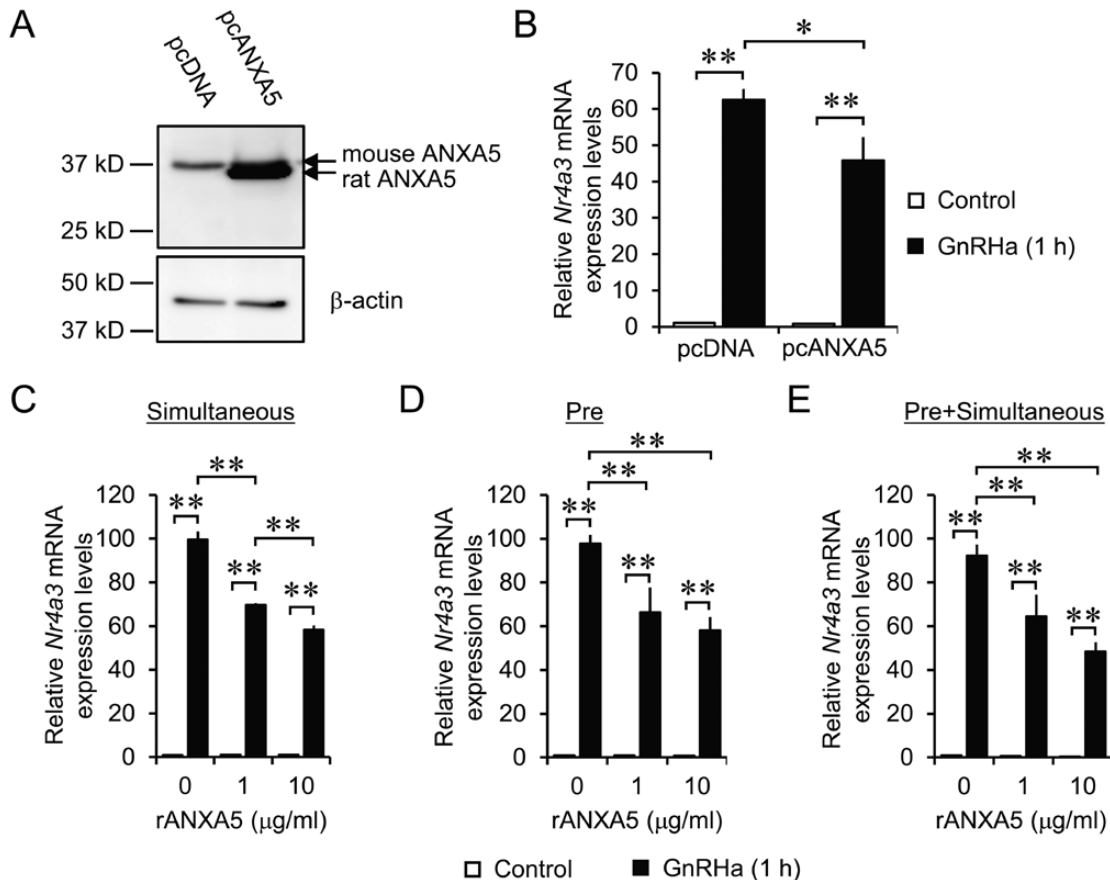 A
pcDNA
pcANXA5
37 kD
25 kD
mouse ANXA5
rat ANXA5
50 kD
37 kD
β-actin
B
Relative Nr4a3 mRNA
expression levels
70
60
50
40
30
20
10
0
**
*
**
pcDNA
pcANXA5
Control
GnRHa (1 h)
C
Simultaneous
Relative Nr4a3 mRNA
expression levels
120
100
80
60
40
20
0
**
**
**
**
**
0 1 10
rANXA5 (μg/ml)
D
Pre
Relative Nr4a3 mRNA
expression levels
120
100
80
60
40
20
0
**
**
**
**
**
0 1 10
rANXA5 (μg/ml)
E
Pre+Simultaneous
Relative Nr4a3 mRNA
expression levels
120
100
80
60
40
20
0
**
**
**
**
**
0 1 10
rANXA5 (μg/ml)
Control GnRHa (1 h)